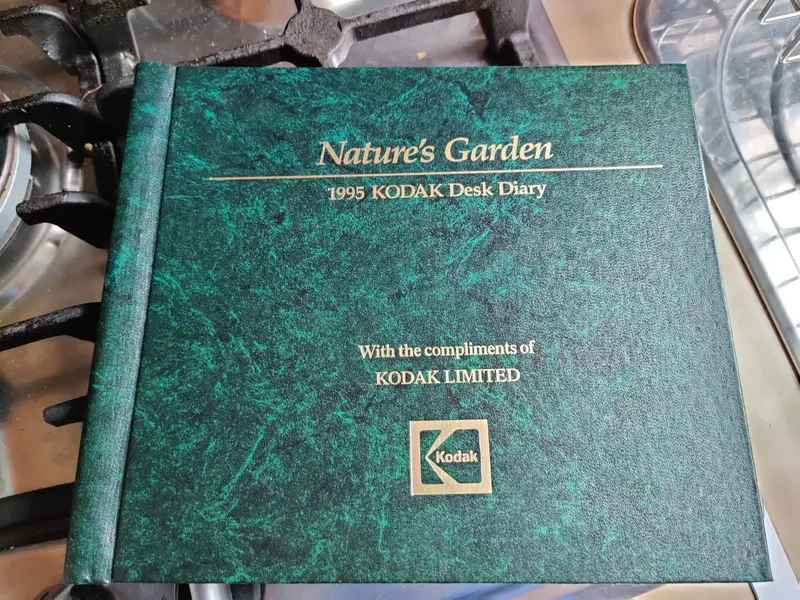 Nature's Garden
1995 KODAK Desk Diary
With the compliments of
KODAK LIMITED
Kodak